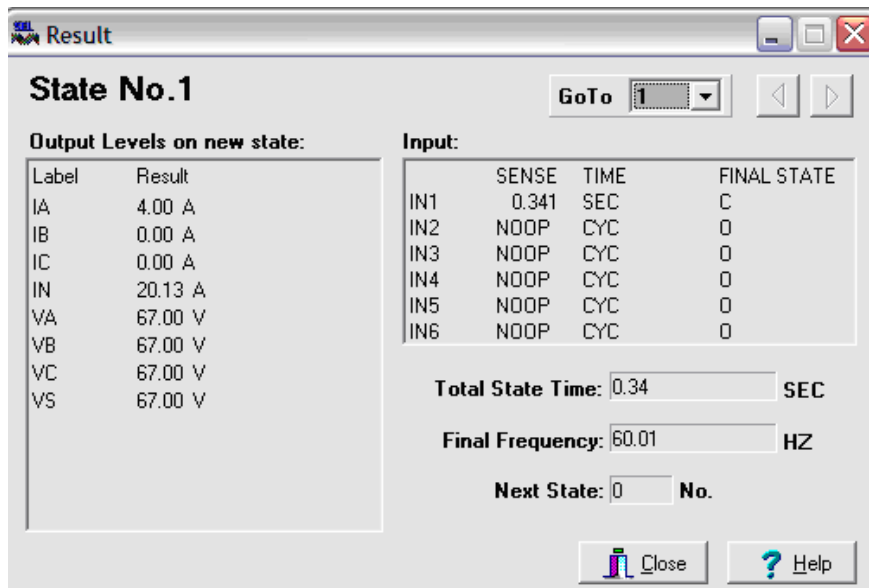 Result
State No.1
GoTo 1
Output Levels on new state:
Label Result
IA 4.00 A
IB 0.00 A
IC 0.00 A
IN 20.13 A
VA 67.00 V
VB 67.00 V
VC 67.00 V
VS 67.00 V
Input:
SENSE TIME FINAL STATE
IN1 0.341 SEC C
IN2 NOOP CYC O
IN3 NOOP CYC O
IN4 NOOP CYC O
IN5 NOOP CYC O
IN6 NOOP CYC O
Total State Time: 0.34 SEC
Final Frequency: 60.01 HZ
Next State: 0 No.
Close ? Help